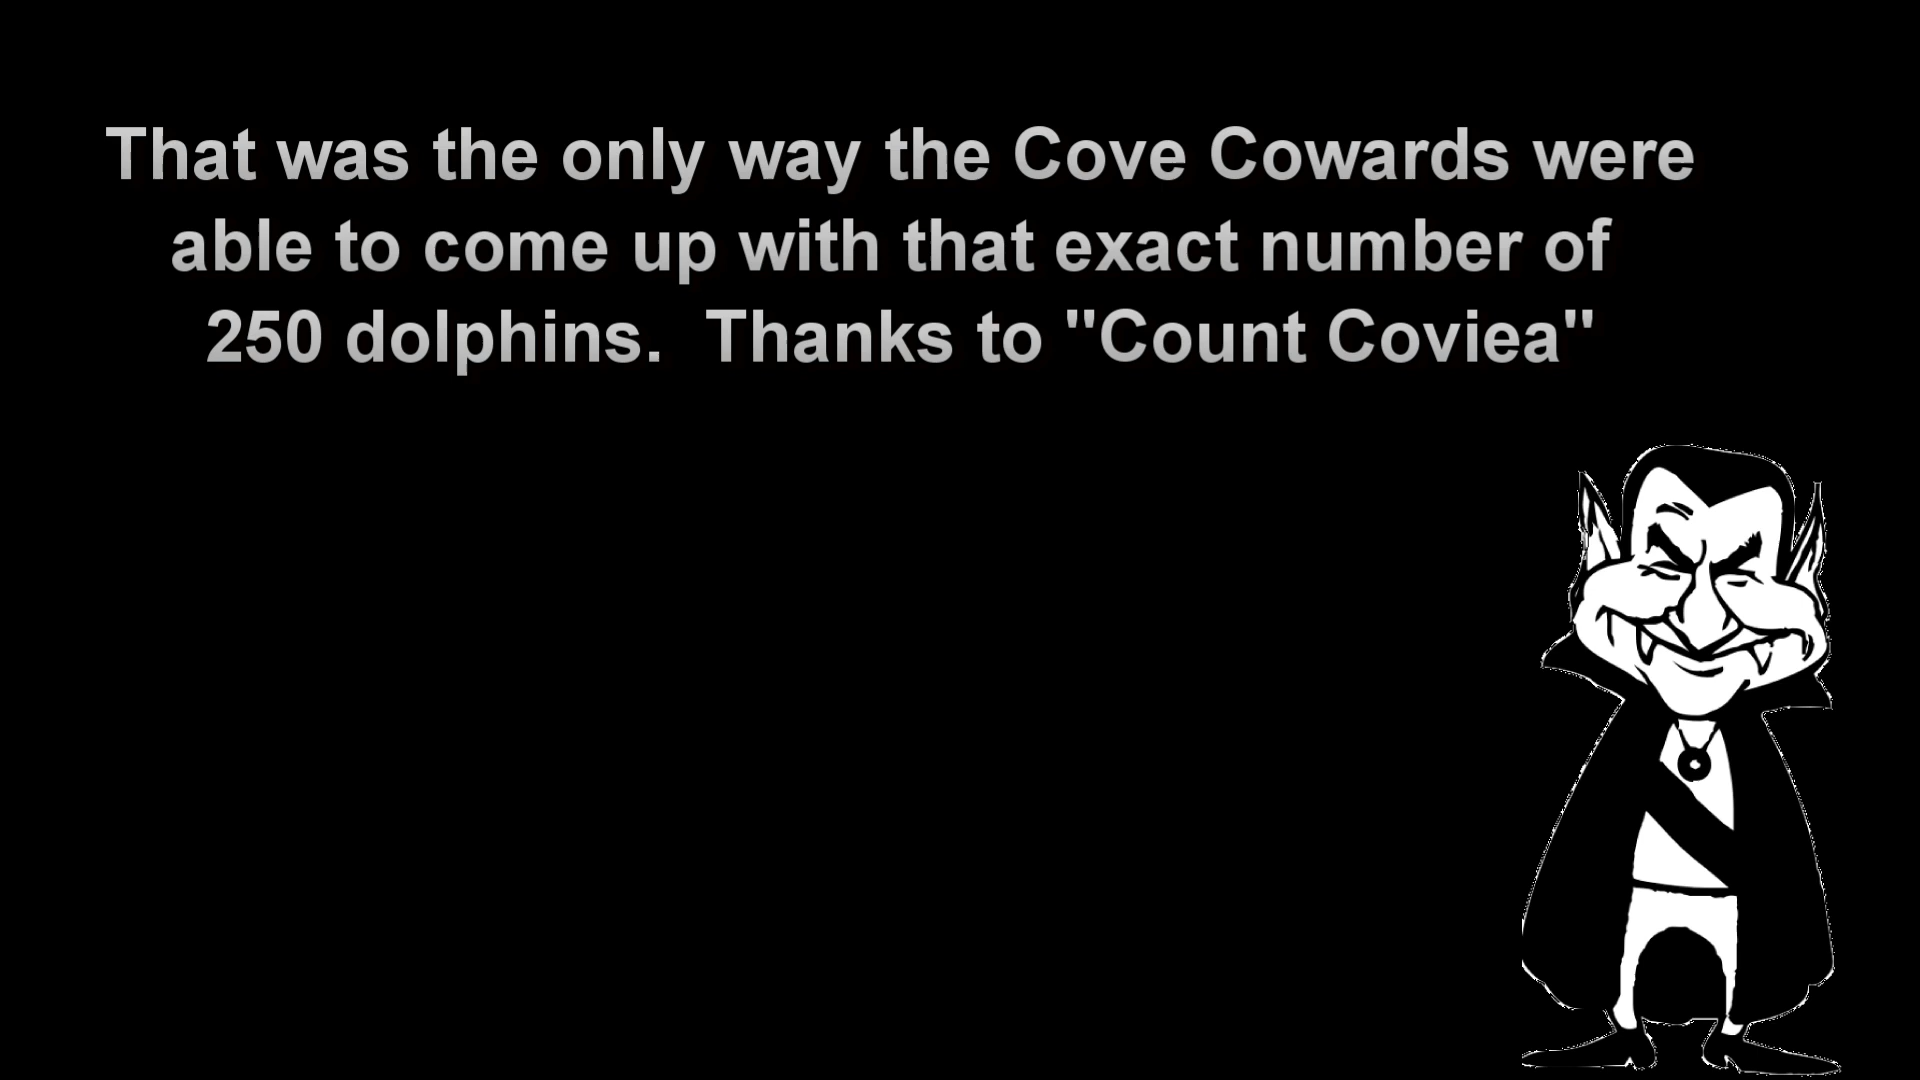 That was the only way the Cove Cowards were
able to come up with that exact number of
250 dolphins.  Thanks to "Count Coviea"